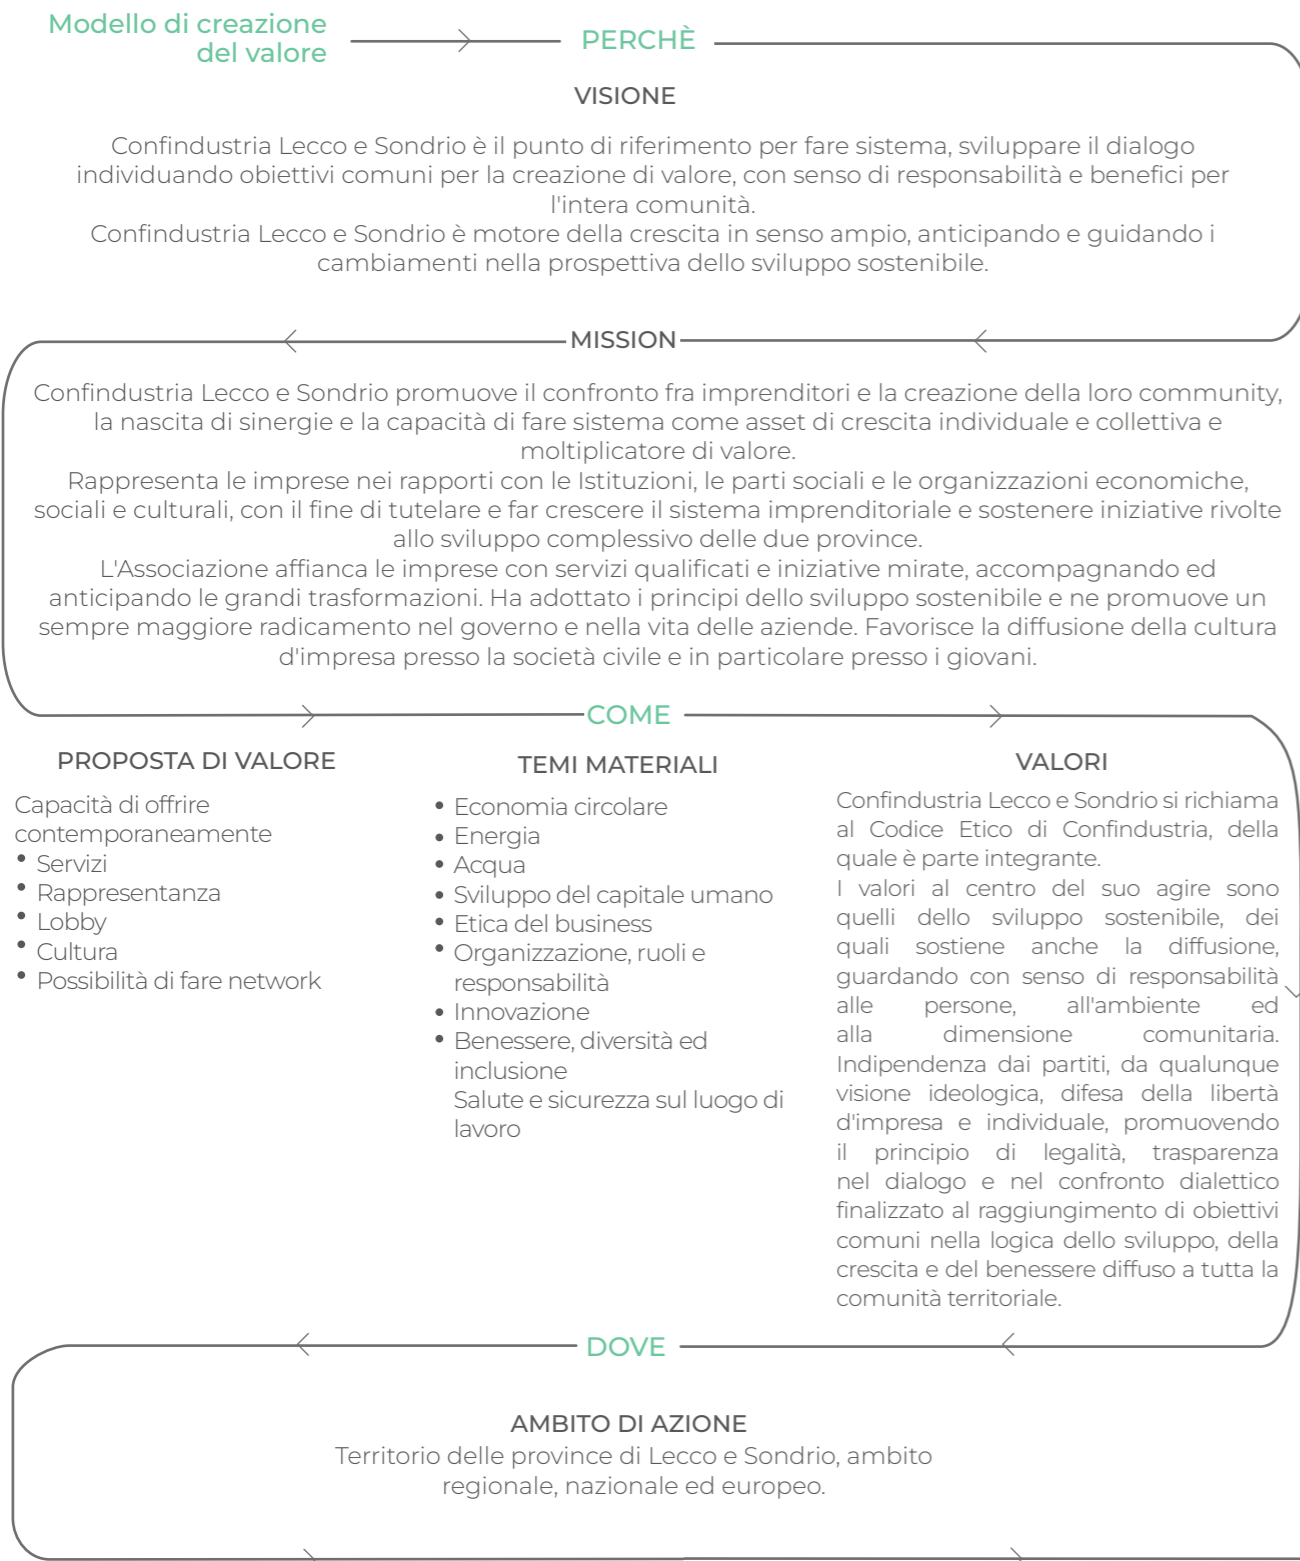 Modello di creazione
del valore
PERCHÈ
VISIONE
Confindustria Lecco e Sondrio è il punto di riferimento per fare sistema, sviluppare il dialogo
individuando obiettivi comuni per la creazione di valore, con senso di responsabilità e benefici per
l'intera comunità.
Confindustria Lecco e Sondrio è motore della crescita in senso ampio, anticipando e guidando i
cambiamenti nella prospettiva dello sviluppo sostenibile.
MISSION
Confindustria Lecco e Sondrio promuove il confronto fra imprenditori e la creazione della loro community,
la nascita di sinergie e la capacità di fare sistema come asset di crescita individuale e collettiva e
moltiplicatore di valore.
Rappresenta le imprese nei rapporti con le Istituzioni, le parti sociali e le organizzazioni economiche,
sociali e culturali, con il fine di tutelare e far crescere il sistema imprenditoriale e sostenere iniziative rivolte
allo sviluppo complessivo delle due province.
L'Associazione affianca le imprese con servizi qualificati e iniziative mirate, accompagnando ed
anticipando le grandi trasformazioni. Ha adottato i principi dello sviluppo sostenibile e ne promuove un
sempre maggiore radicamento nel governo e nella vita delle aziende. Favorisce la diffusione della cultura
d'impresa presso la società civile e in particolare presso i giovani.
COME
PROPOSTA DI VALORE
Capacità di offrire
contemporaneamente
• Servizi
• Rappresentanza
• Lobby
• Cultura
• Possibilità di fare network
TEMI MATERIALI
• Economia circolare
• Energia
• Acqua
• Sviluppo del capitale umano
• Etica del business
• Organizzazione, ruoli e
responsabilità
• Innovazione
• Benessere, diversità ed
inclusione
Salute e sicurezza sul luogo di
lavoro
VALORI
Confindustria Lecco e Sondrio si richiama
al Codice Etico di Confindustria, della
quale è parte integrante.
I valori al centro del suo agire sono
quelli dello sviluppo sostenibile, dei
quali sostiene anche la diffusione,
guardando con senso di responsabilità
alle persone, all'ambiente ed
alla dimensione comunitaria.
Indipendenza dai partiti, da qualunque
visione ideologica, difesa della libertà
d'impresa e individuale, promuovendo
il principio di legalità, trasparenza
nel dialogo e nel confronto dialettico
finalizzato al raggiungimento di obiettivi
comuni nella logica dello sviluppo, della
crescita e del benessere diffuso a tutta la
comunità territoriale.
DOVE
AMBITO DI AZIONE
Territorio delle province di Lecco e Sondrio, ambito
regionale, nazionale ed europeo.